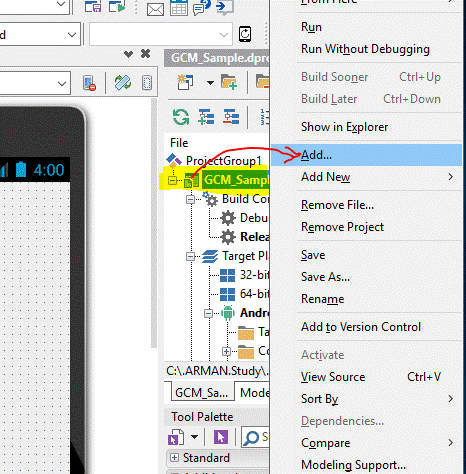 From Here
Run
Run Without Debugging
Build Sooner Ctrl+Up
Build Later Ctrl+Down
Show in Explorer
Add...
Add New
Remove File...
Remove Project
Save
Save As...
Rename
Add to Version Control
Activate
View Source Ctrl+V
Sort By
Dependencies...
Compare
Modeling Support...
d
4:00
GCM_Sample.dpro
File
ProjectGroup1
GCM_Sample
Build Con
Debu
Relea
Target Pla
32-bit
64-bit
Andro
Ta
Co
C:\.ARMAN.Study\.
GCM_Sa...
Mode
Tool Palette
S
Standard